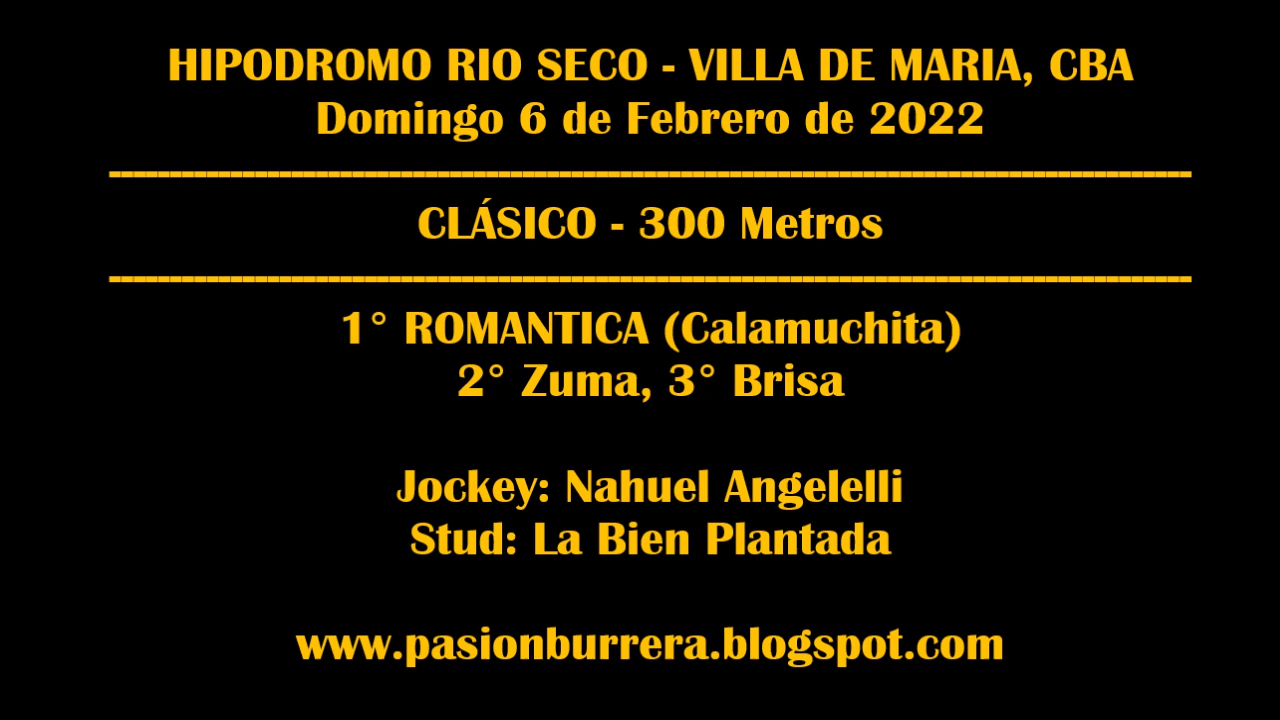 HIPODROMO RIO SECO - VILLA DE MARIA, CBA
Domingo 6 de Febrero de 2022
------------------------------------------------------------------------------------------
CLÁSICO - 300 Metros
------------------------------------------------------------------------------------------
1° ROMANTICA (Calamuchita)
2° Zuma, 3° Brisa
Jockey: Nahuel Angelelli
Stud: La Bien Plantada
www.pasionburrera.blogspot.com